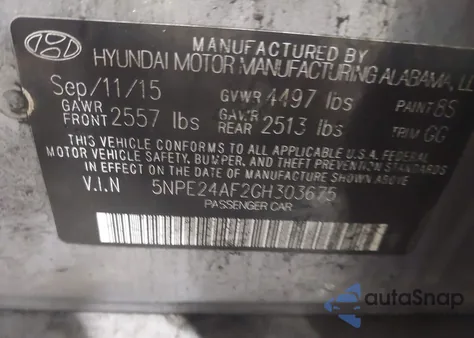 MANUFACTURED BY
HYUNDAI MOTOR MANUFACTURING ALABAMA, LL
Sep/11/15 GVWR 4497 lbs PAINT 8S
GAWR FRONT 2557 lbs GAWR REAR 2513 lbs TRIM GG
THIS VEHICLE CONFORMS TO ALL APPLICABLE U.S.A. FEDERAL
MOTOR VEHICLE SAFETY, BUMPER, AND THEFT PREVENTION STANDARDS
IN EFFECT ON THE DATE OF MANUFACTURE SHOWN ABOVE.
V.I.N 5NPE24AF2GH303675
PASSENGER CAR
autoSnap